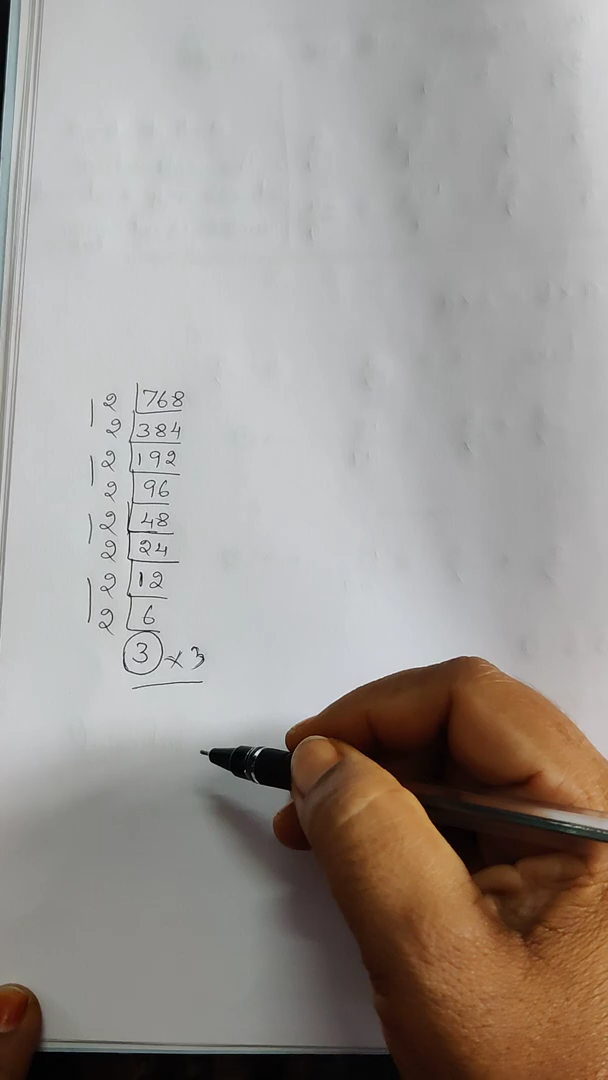 2 | 768
2 | 384
2 | 192
2 | 96
2 | 48
2 | 24
2 | 12
2 | 6
3 × 3